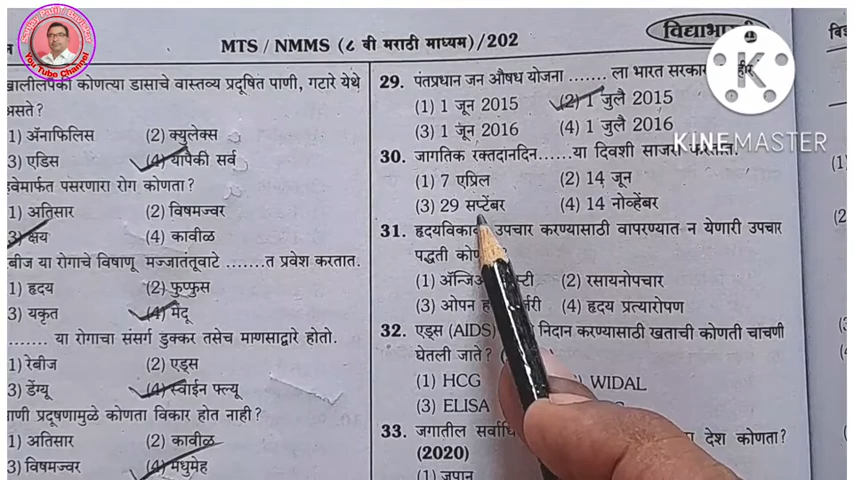 MTS / NMMS (८ वी मराठी माध्यम)/202
You Tube Channel
KINEMASTER
कोणत्या डासाचे वास्तव्य प्रदूषित पाणी, गटारे येथे
असते?
1) ॲनाफिलिस (2) क्युलेक्स
3) एडिस (4) यापैकी सर्व
हवेमार्फत पसरणारा रोग कोणता?
1) अतिसार (2) विषमज्वर
3) क्षय (4) कावीळ
या रोगाचे विषाणू मज्जातंतूवाटे .......त प्रवेश करतात.
1) हृदय (2) फुप्फुस
3) यकृत (4) मेंदू
........ या रोगाचा संसर्ग डुक्कर तसेच माणसाद्वारे होतो.
1) रेबीज (2) एड्स
3) डेंग्यू (4) स्वाईन फ्ल्यू
प्रदूषणामुळे कोणता विकार होत नाही?
1) अतिसार (2) कावीळ
3) विषमज्वर (4) मधुमेह
29. पंतप्रधान जन औषध योजना .......ला भारत सरकार
(1) 1 जून 2015 (2) 1 जुलै 2015
(3) 1 जून 2016 (4) 1 जुलै 2016
30. जागतिक रक्तदानदिन......या दिवशी साजरा करतात.
(1) 7 एप्रिल (2) 14 जून
(3) 29 सप्टेंबर (4) 14 नोव्हेंबर
31. उपचार करण्यासाठी वापरण्यात न येणारी उपचार
पद्धती
(1) (2) रसायनोपचार
(3) ओपन (4) हृदय प्रत्यारोपण
32. एड्स (AIDS) निदान करण्यासाठी खताची कोणती चाचणी
घेतली जाते?
(1) HCG WIDAL
(3) ELISA
33. जगातील देश कोणता?
(2020)
(1) जपान